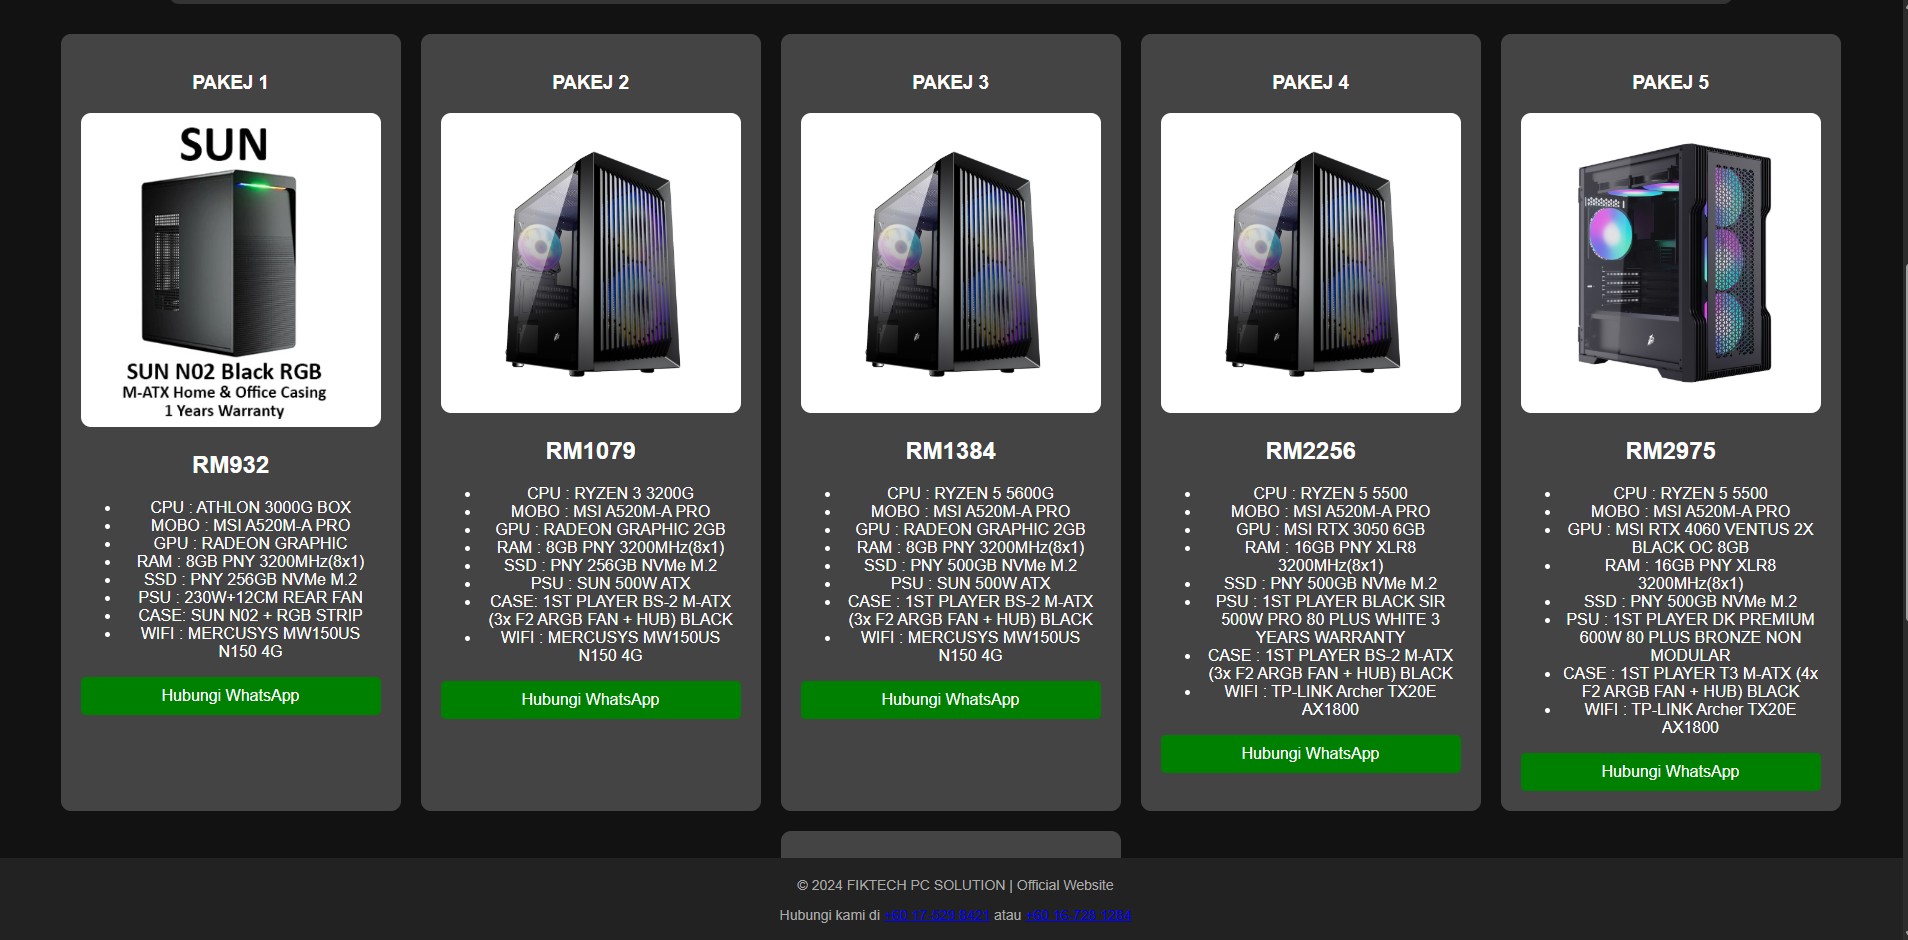 PAKEJ 1
SUN
SUN N02 Black RGB
M-ATX Home & Office Casing
1 Years Warranty
RM932
CPU : ATHLON 3000G BOX
MOBO : MSI A520M-A PRO
GPU : RADEON GRAPHIC
RAM : 8GB PNY 3200MHz(8x1)
SSD : PNY 256GB NVMe M.2
PSU : 230W+12CM REAR FAN
CASE: SUN N02 + RGB STRIP
WIFI : MERCUSYS MW150US
N150 4G
Hubungi WhatsApp
PAKEJ 2
RM1079
CPU : RYZEN 3 3200G
MOBO : MSI A520M-A PRO
GPU : RADEON GRAPHIC 2GB
RAM : 8GB PNY 3200MHz(8x1)
SSD : PNY 256GB NVMe M.2
PSU : SUN 500W ATX
CASE: 1ST PLAYER BS-2 M-ATX
(3x F2 ARGB FAN + HUB) BLACK
WIFI : MERCUSYS MW150US
N150 4G
Hubungi WhatsApp
PAKEJ 3
RM1384
CPU : RYZEN 5 5600G
MOBO : MSI A520M-A PRO
GPU : RADEON GRAPHIC 2GB
RAM : 8GB PNY 3200MHz(8x1)
SSD : PNY 500GB NVMe M.2
PSU : SUN 500W ATX
CASE : 1ST PLAYER BS-2 M-ATX
(3x F2 ARGB FAN + HUB) BLACK
WIFI : MERCUSYS MW150US
N150 4G
Hubungi WhatsApp
PAKEJ 4
RM2256
CPU : RYZEN 5 5500
MOBO : MSI A520M-A PRO
GPU : MSI RTX 3050 6GB
RAM : 16GB PNY XLR8
3200MHz(8x1)
SSD : PNY 500GB NVMe M.2
PSU : 1ST PLAYER BLACK SIR
500W PRO 80 PLUS WHITE 3
YEARS WARRANTY
CASE : 1ST PLAYER BS-2 M-ATX
(3x F2 ARGB FAN + HUB) BLACK
WIFI : TP-LINK Archer TX20E
AX1800
Hubungi WhatsApp
PAKEJ 5
RM2975
CPU : RYZEN 5 5500
MOBO : MSI A520M-A PRO
GPU : MSI RTX 4060 VENTUS 2X
BLACK OC 8GB
RAM : 16GB PNY XLR8
3200MHz(8x1)
SSD : PNY 500GB NVMe M.2
PSU : 1ST PLAYER DK PREMIUM
600W 80 PLUS BRONZE NON
MODULAR
CASE : 1ST PLAYER T3 M-ATX (4x
F2 ARGB FAN + HUB) BLACK
WIFI : TP-LINK Archer TX20E
AX1800
Hubungi WhatsApp
© 2024 FIKTECH PC SOLUTION | Official Website
Hubungi kami di atau